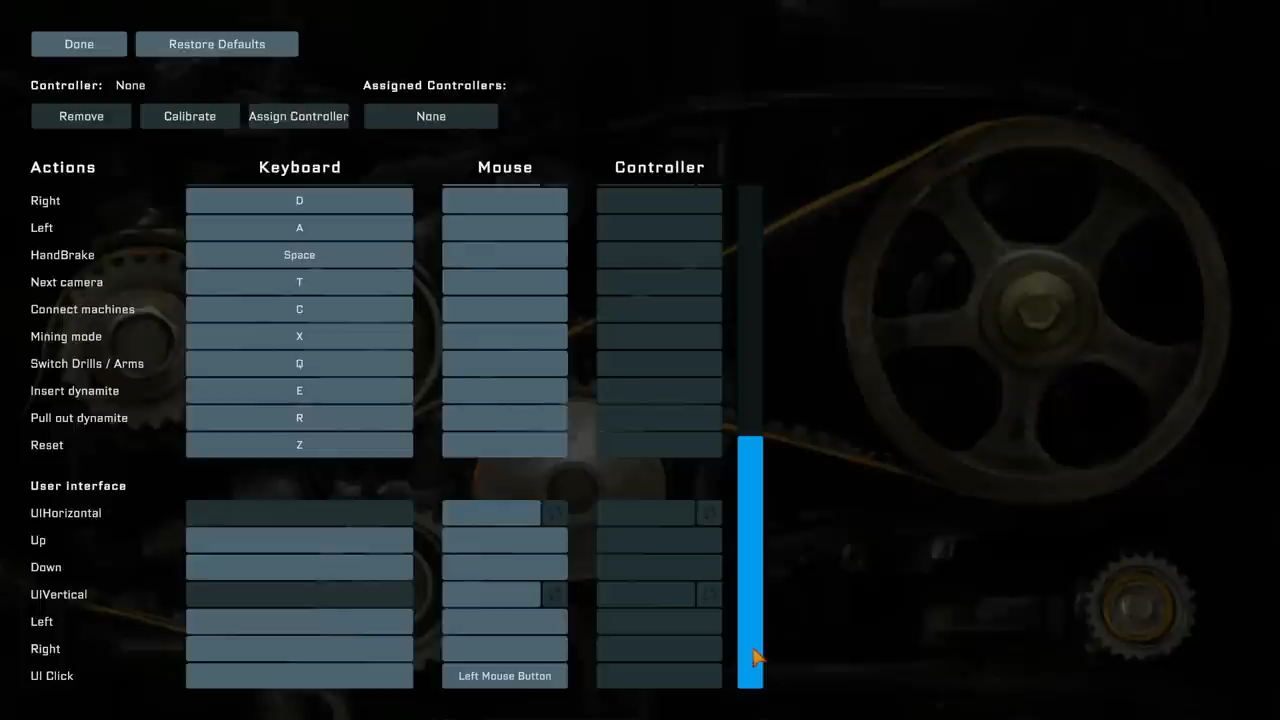 Done Restore Defaults
Controller: None Assigned Controllers:
Remove Calibrate Assign Controller None
Actions Keyboard Mouse Controller
Right D
Left A
HandBrake Space
Next camera T
Connect machines C
Mining mode X
Switch Drills / Arms Q
Insert dynamite E
Pull out dynamite R
Reset Z
User interface
UIHorizontal
Up
Down
UIVertical
Left
Right
UI Click Left Mouse Button